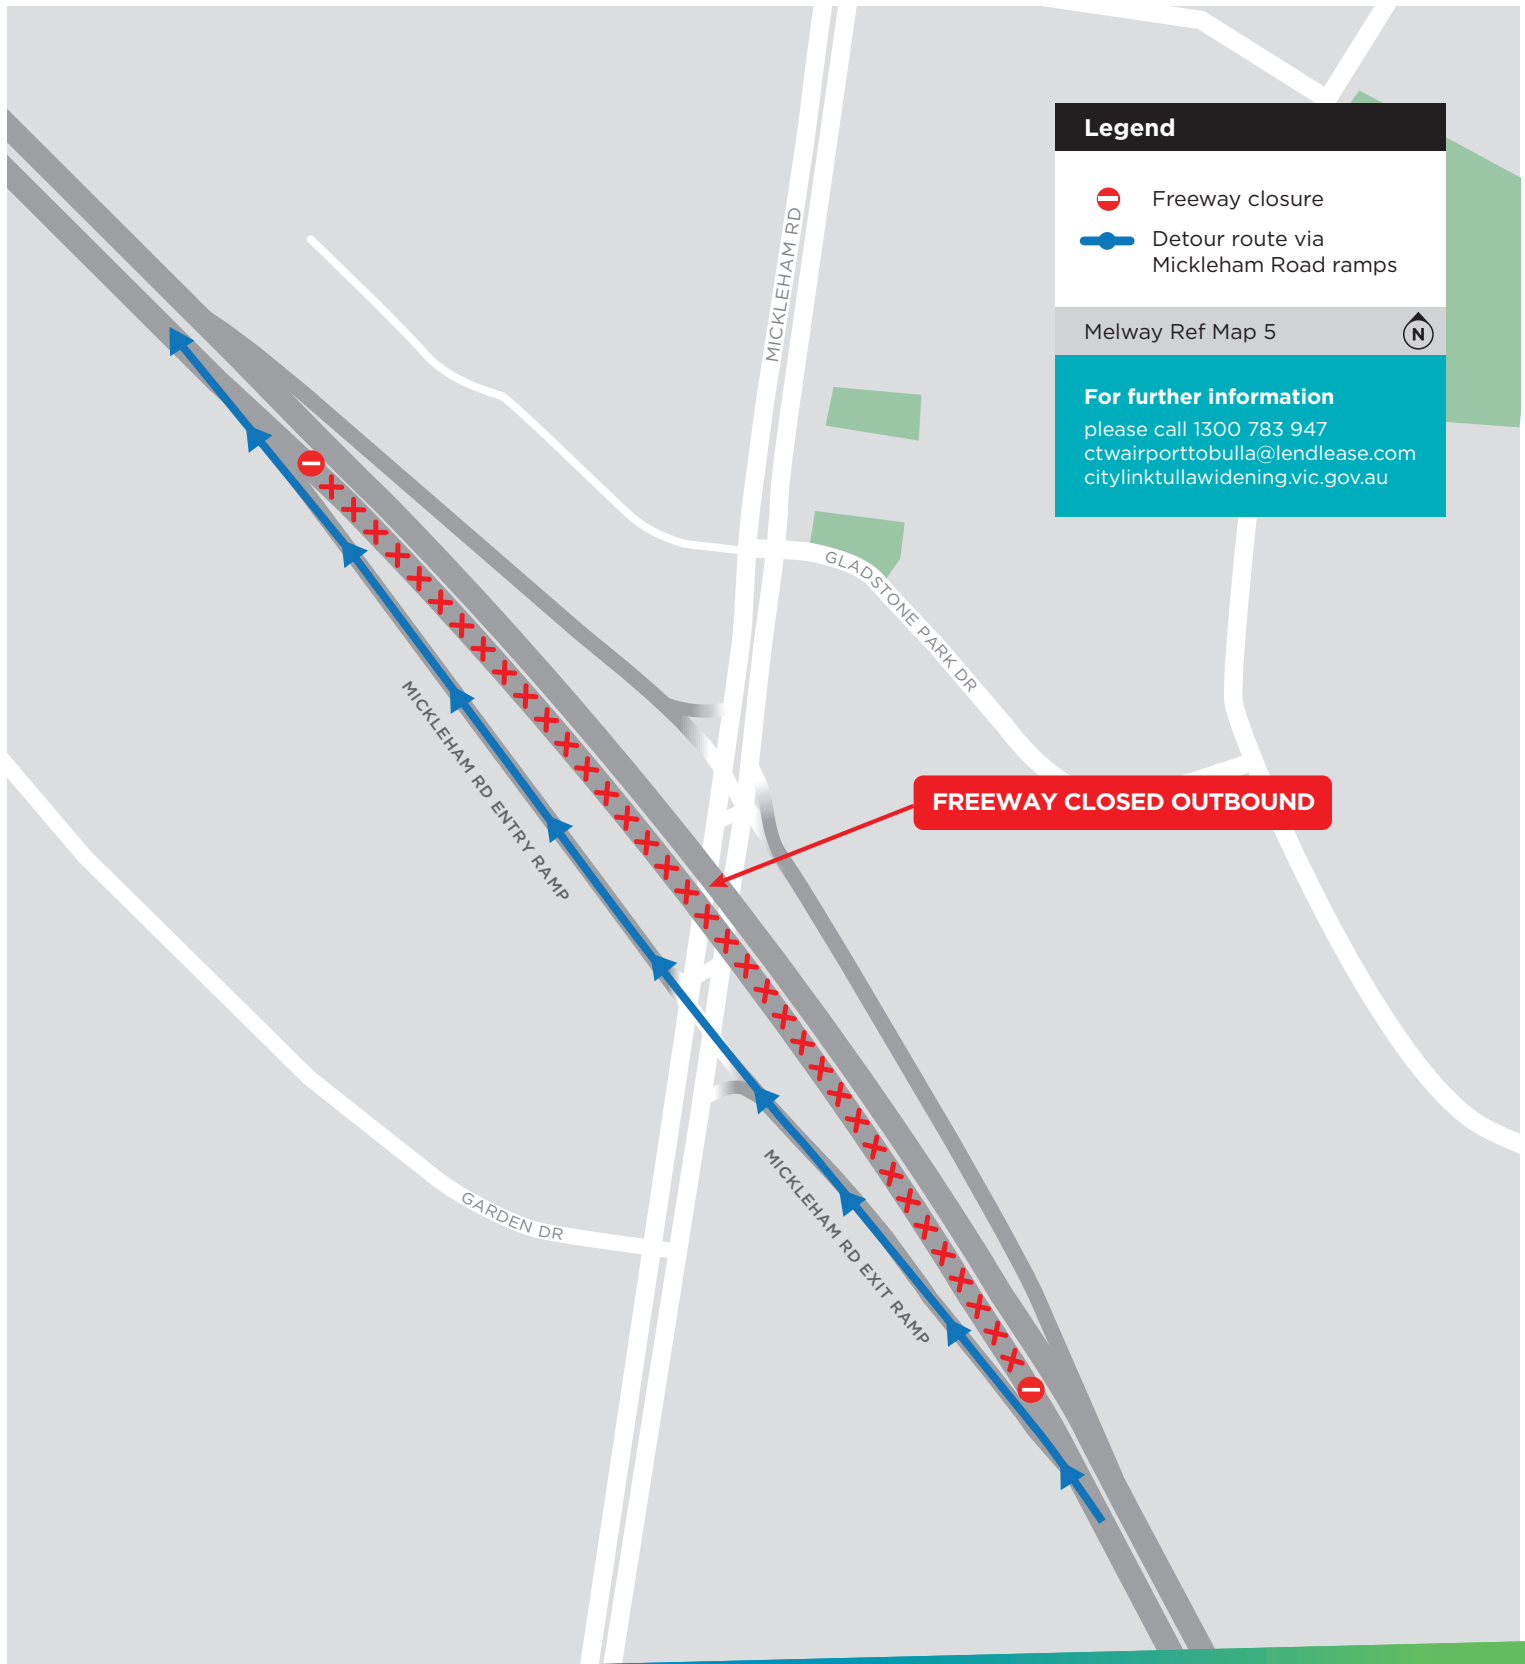 Legend
Freeway closure
Detour route via
Mickleham Road ramps
Melway Ref Map 5
N
For further information
please call 1300 783 947
ctwairporttobulla@lendlease.com
citylinktullawidening.vic.gov.au
MICKLEHAM RD
GLADSTONE PARK DR
FREEWAY CLOSED OUTBOUND
MICKLEHAM RD ENTRY RAMP
MICKLEHAM RD EXIT RAMP
GARDEN DR